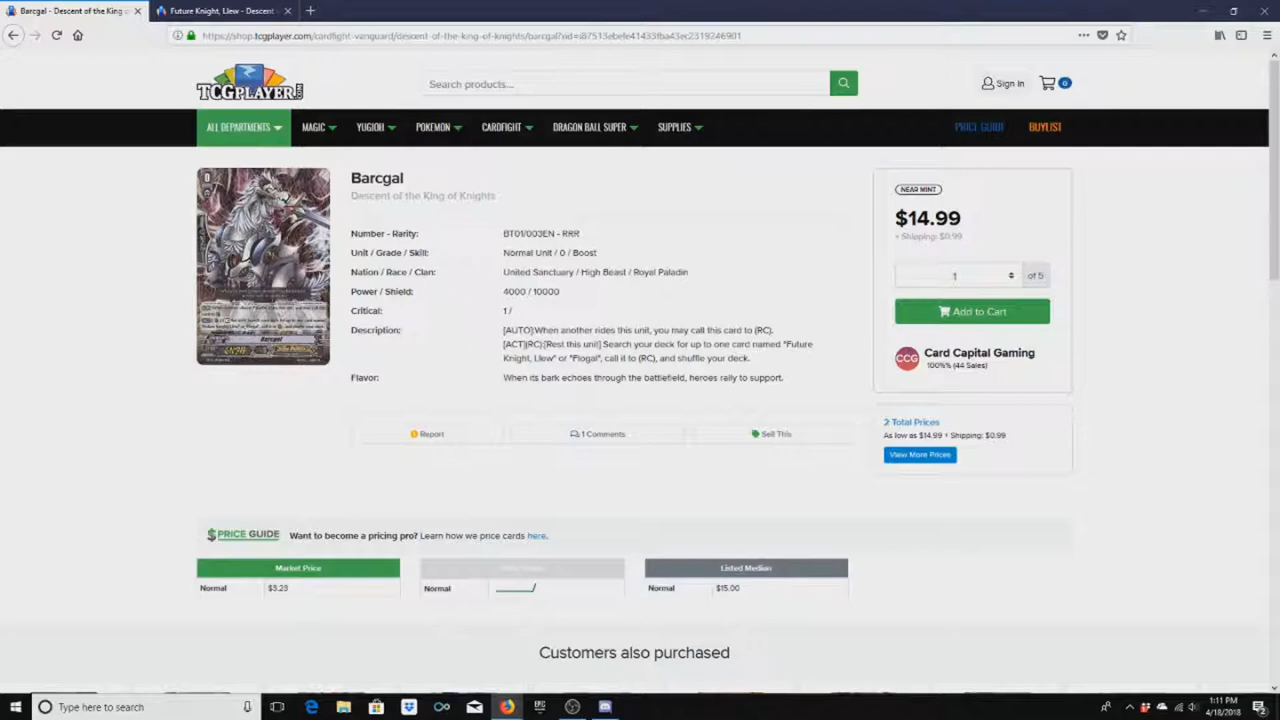 Barcgal - Descent of the King of
Future Knight, Llew - Descent
https://shop.tcgplayer.com/cardfight-vanguard/descent-of-the-king-of-knights/barcgal?xid=i87513ebefe41433fba43ec2319246901
TCGPLAYER.COM
Search products...
Sign In
0
ALL DEPARTMENTS
MAGIC
YUGIOH
POKEMON
CARDFIGHT
DRAGON BALL SUPER
SUPPLIES
PRICE GUIDE
BUYLIST
Barcgal
Descent of the King of Knights
Number - Rarity: BT01/003EN - RRR
Unit / Grade / Skill: Normal Unit / 0 / Boost
Nation / Race / Clan: United Sanctuary / High Beast / Royal Paladin
Power / Shield: 4000 / 10000
Critical: 1 /
Description: [AUTO]:When another rides this unit, you may call this card to (RC).
[ACT](RC):[Rest this unit] Search your deck for up to one card named "Future
Knight, Llew" or "Flogal", call it to (RC), and shuffle your deck.
Flavor: When its bark echoes through the battlefield, heroes rally to support.
Report
1 Comments
Sell This
NEAR MINT
$14.99
+ Shipping: $0.99
1 of 5
Add to Cart
CCG
Card Capital Gaming
100% (44 Sales)
2 Total Prices
As low as $14.99 + Shipping: $0.99
View More Prices
0
Barcgal
$PRICE GUIDE Want to become a pricing pro? Learn how we price cards here.
Market Price
Normal $3.23
Normal
Listed Median
Normal $15.00
Customers also purchased
Type here to search
1:11 PM
4/18/2018
2